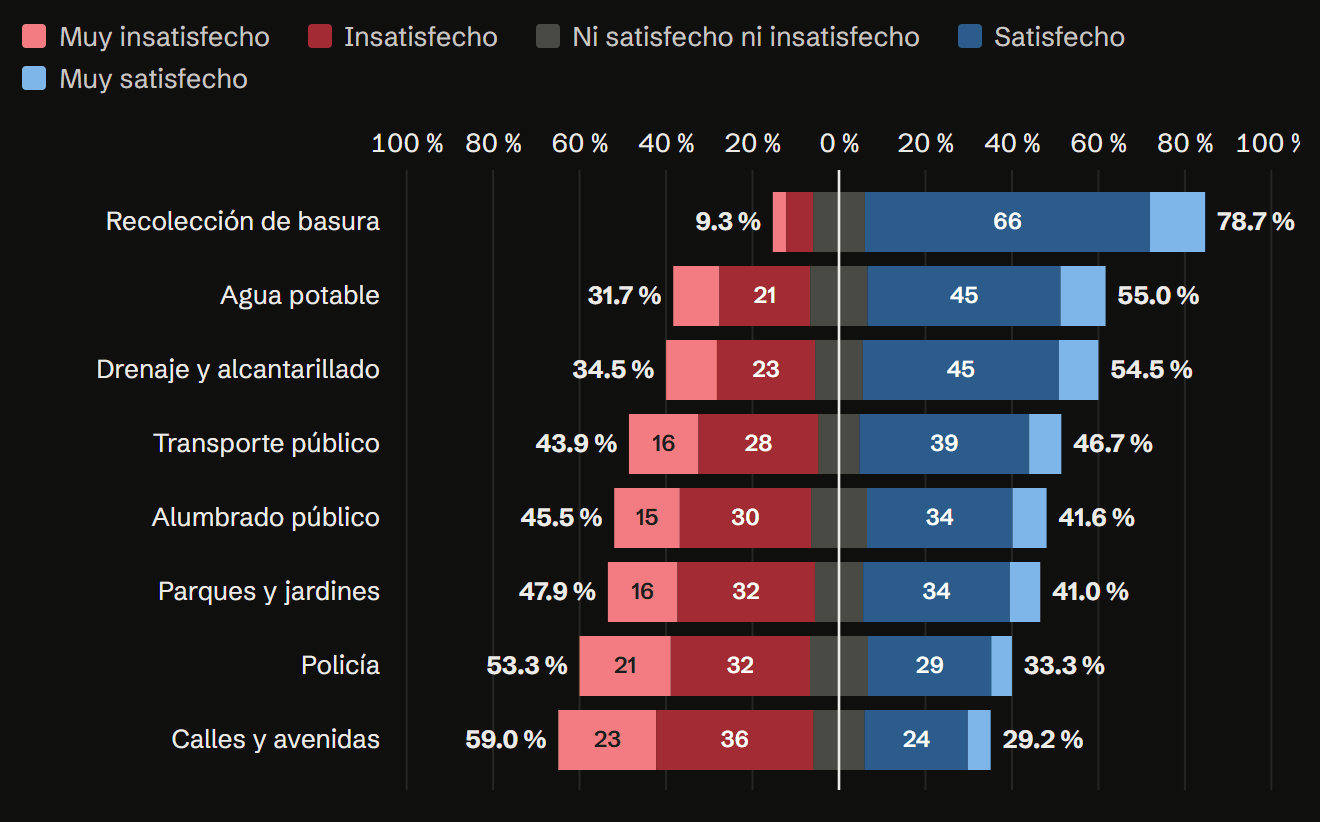 Muy insatisfecho Insatisfecho Ni satisfecho ni insatisfecho Satisfecho
Muy satisfecho
100 % 80 % 60 % 40 % 20 % 0 % 20 % 40 % 60 % 80 % 100 %
Recolección de basura 9.3 % 66 78.7 %
Agua potable 31.7 % 21 45 55.0 %
Drenaje y alcantarillado 34.5 % 23 45 54.5 %
Transporte público 43.9 % 16 28 39 46.7 %
Alumbrado público 45.5 % 15 30 34 41.6 %
Parques y jardines 47.9 % 16 32 34 41.0 %
Policía 53.3 % 21 32 29 33.3 %
Calles y avenidas 59.0 % 23 36 24 29.2 %